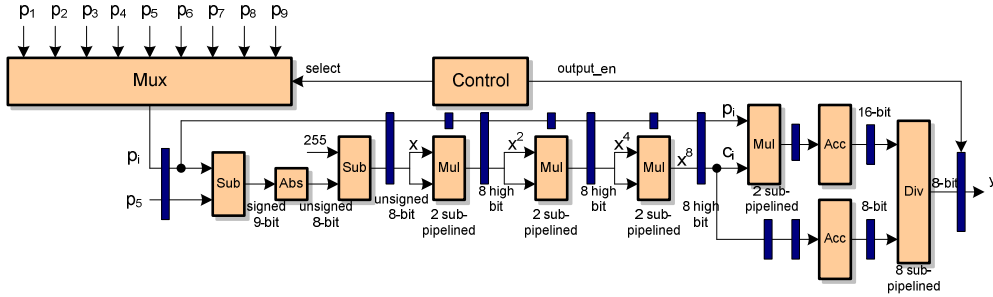 p1 p2 p3 p4 p5 p6 p7 p8 p9
Mux
select
Control
output_en
pi
p5
Sub
signed
9-bit
Abs
unsigned
8-bit
255
Sub
unsigned
8-bit
x
Mul
2 sub-
pipelined
8 high
bit
x2
Mul
2 sub-
pipelined
8 high
bit
x4
Mul
2 sub-
pipelined
x8
8 high
bit
pi
ci
Mul
2 sub-
pipelined
Acc
16-bit
Acc
8-bit
Div
8 sub-
pipelined
8-bit
y